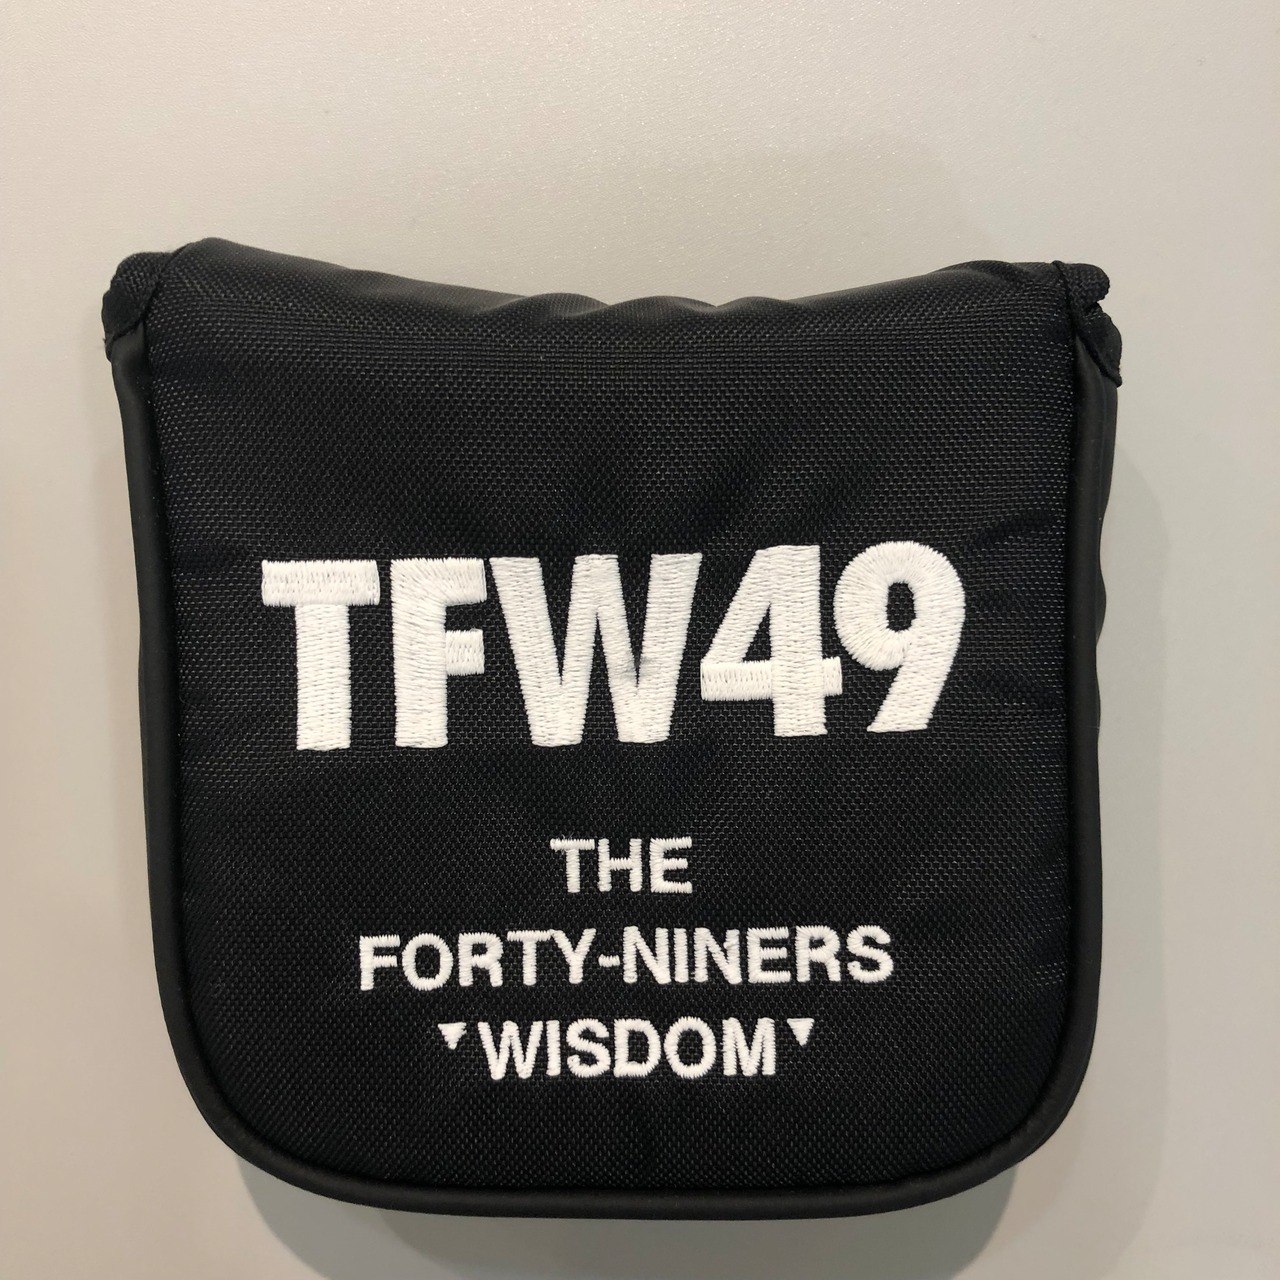 TFW49
THE
FORTY-NINERS
WISDOM